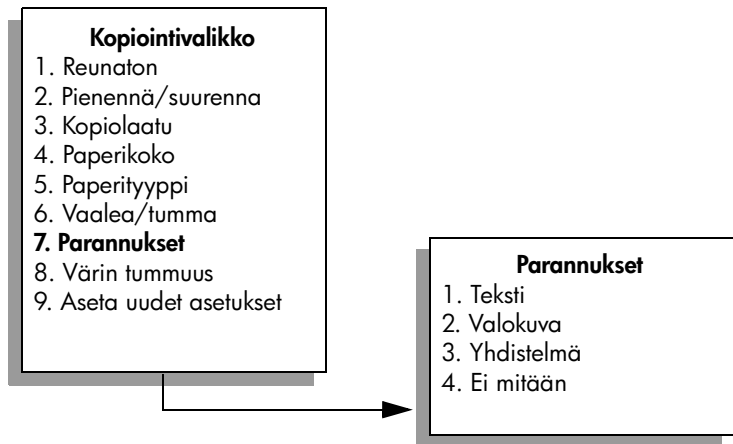 Kopiointivalikko
1. Reunaton
2. Pienennä/suurenna
3. Kopiolaatu
4. Paperikoko
5. Paperityyppi
6. Vaalea/tumma
7. Parannukset
8. Värin tummuus
9. Aseta uudet asetukset
Parannukset
1. Teksti
2. Valokuva
3. Yhdistelmä
4. Ei mitään